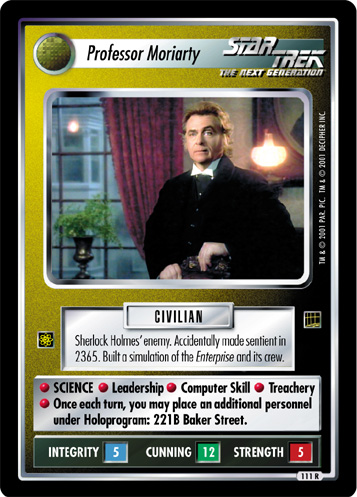 Professor Moriarty
STAR TREK
THE NEXT GENERATION
TM & © 2001 PAR. PIC. TM & © 2001 DECIPHER INC.
CIVILIAN
Sherlock Holmes' enemy. Accidentally made sentient in
2365. Built a simulation of the Enterprise and its crew.
SCIENCE Leadership Computer Skill Treachery
Once each turn, you may place an additional personnel
under Holoprogram: 221B Baker Street.
INTEGRITY 5 CUNNING 12 STRENGTH 5
111 R